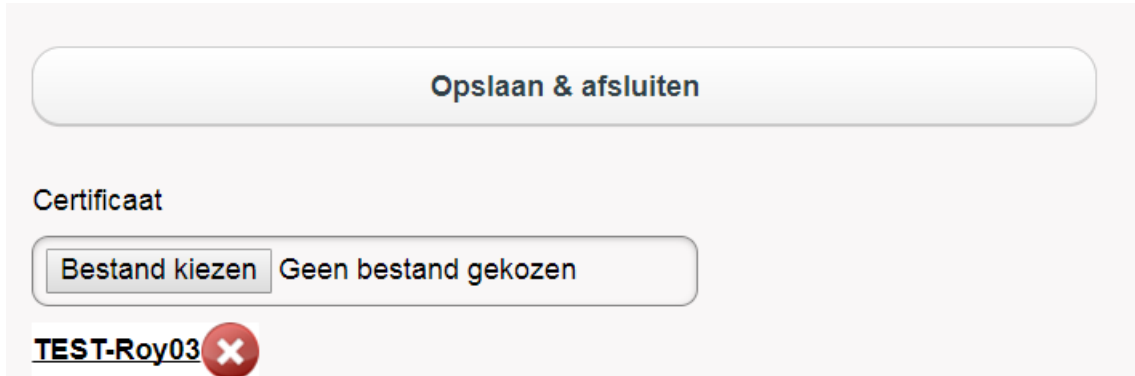 Opslaan & afsluiten
Certificaat
Bestand kiezen Geen bestand gekozen
TEST-Roy03